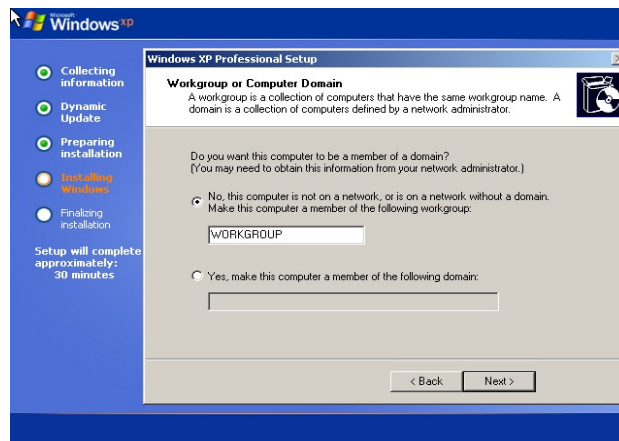 Microsoft
Windows xp
Collecting
information
Dynamic
Update
Preparing
installation
Installing
Windows
Finalizing
installation
Setup will complete
approximately:
30 minutes
Windows XP Professional Setup
Workgroup or Computer Domain
A workgroup is a collection of computers that have the same workgroup name. A
domain is a collection of computers defined by a network administrator.
Do you want this computer to be a member of a domain?
(You may need to obtain this information from your network administrator.)
No, this computer is not on a network, or is on a network without a domain.
Make this computer a member of the following workgroup:
WORKGROUP
Yes, make this computer a member of the following domain:
< Back
Next >